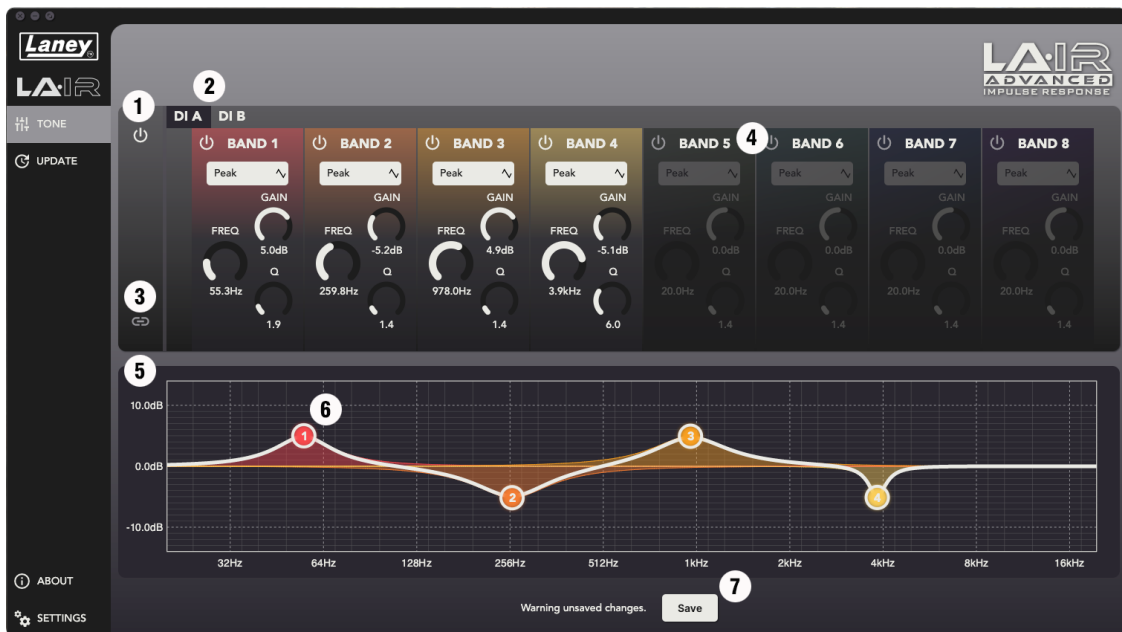 Laney
LA·IR
TONE
UPDATE
ABOUT
SETTINGS
LA·IR
ADVANCED
IMPULSE RESPONSE
1
2
3
4
5
6
7
DI A DI B
BAND 1 BAND 2 BAND 3 BAND 4 BAND 5 BAND 6 BAND 7 BAND 8
Peak Peak Peak Peak Peak Peak Peak Peak
GAIN GAIN GAIN GAIN GAIN GAIN GAIN GAIN
FREQ FREQ FREQ FREQ FREQ FREQ FREQ FREQ
5.0dB -5.2dB 4.9dB -5.1dB 0.0dB 0.0dB 0.0dB 0.0dB
Q Q Q Q Q Q Q Q
55.3Hz 259.8Hz 978.0Hz 3.9kHz 20.0Hz 20.0Hz 20.0Hz 20.0Hz
1.9 1.4 1.4 6.0 1.4 1.4 1.4 1.4
10.0dB
1 3
0.0dB
2 4
-10.0dB
32Hz 64Hz 128Hz 256Hz 512Hz 1kHz 2kHz 4kHz 8kHz 16kHz
Warning unsaved changes. Save